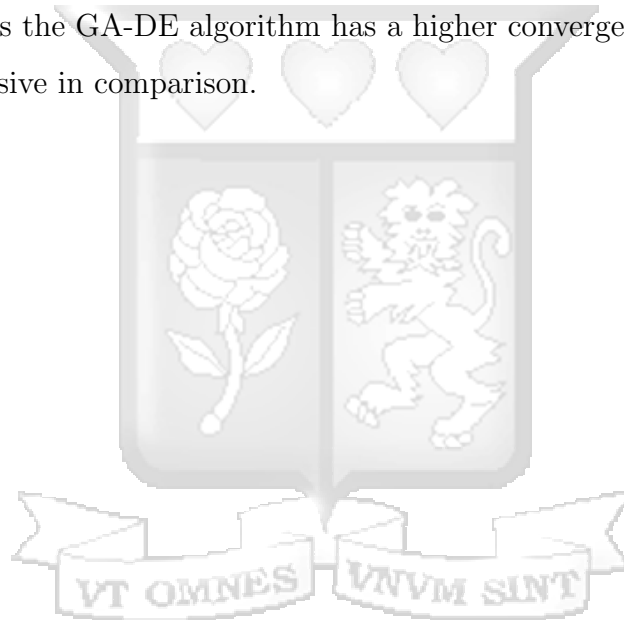 s the GA-DE algorithm has a higher converge
sive in comparison.
VT OMNES VNVM SINT